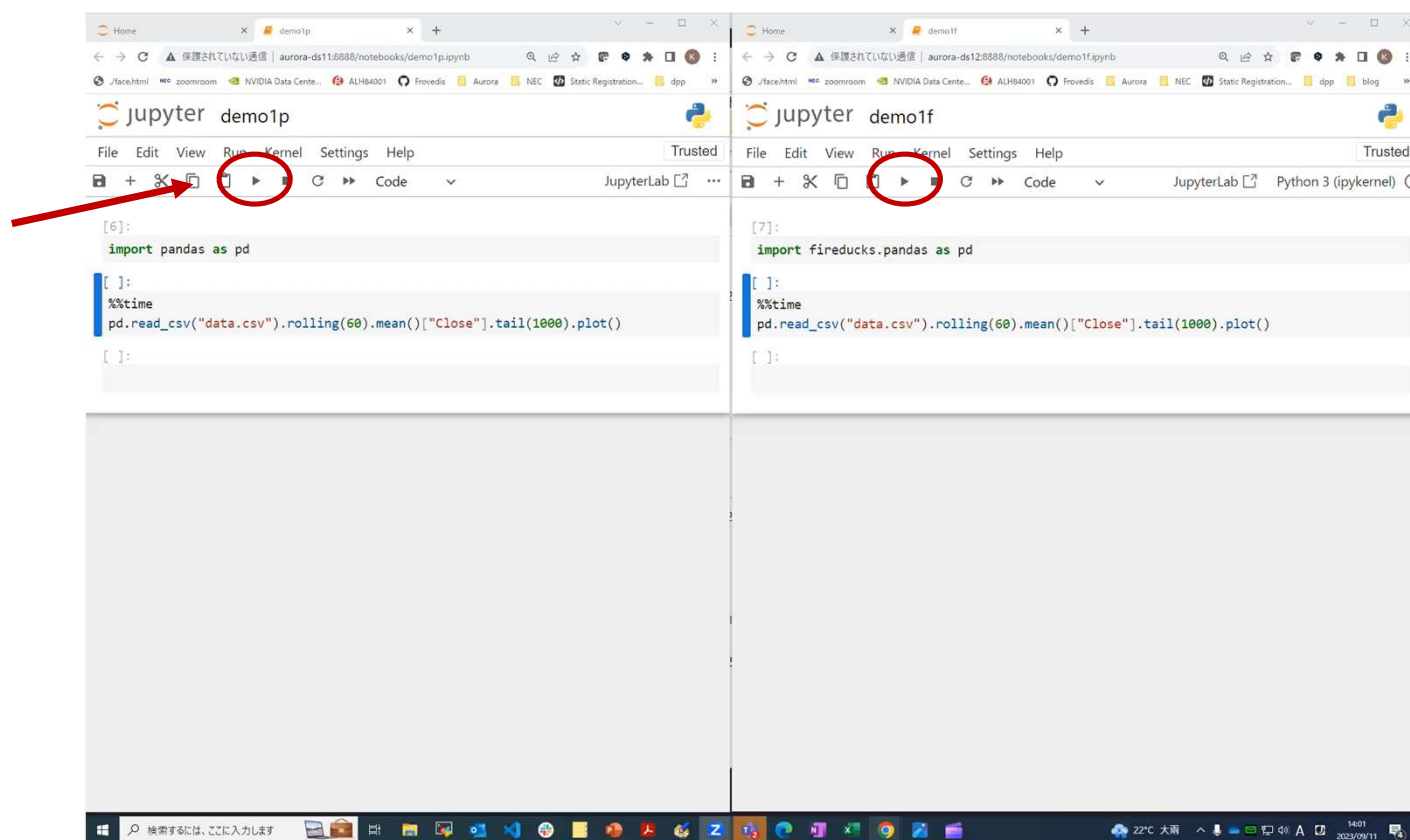 Home
demo1p
保護されていない通信 | aurora-ds11:8888/notebooks/demo1p.ipynb
./face.html
NEC zoomroom
NVIDIA Data Cente...
ALH84001
Frovedis
Aurora
NEC
Static Registration...
dpp
»
jupyter demo1p
File Edit View Run Kernel Settings Help
Trusted
Code
JupyterLab
[6]:
import pandas as pd
[ ]:
%%time
pd.read_csv("data.csv").rolling(60).mean()["Close"].tail(1000).plot()
[ ]:
Home
demo1f
保護されていない通信 | aurora-ds12:8888/notebooks/demo1f.ipynb
./face.html
NEC zoomroom
NVIDIA Data Cente...
ALH84001
Frovedis
Aurora
NEC
Static Registration...
dpp
blog
»
jupyter demo1f
File Edit View Run Kernel Settings Help
Trusted
Code
JupyterLab
Python 3 (ipykernel)
[7]:
import fireducks.pandas as pd
[ ]:
%%time
pd.read_csv("data.csv").rolling(60).mean()["Close"].tail(1000).plot()
[ ]:
検索するには、ここに入力します
22°C 大雨
A
14:01
2023/09/11